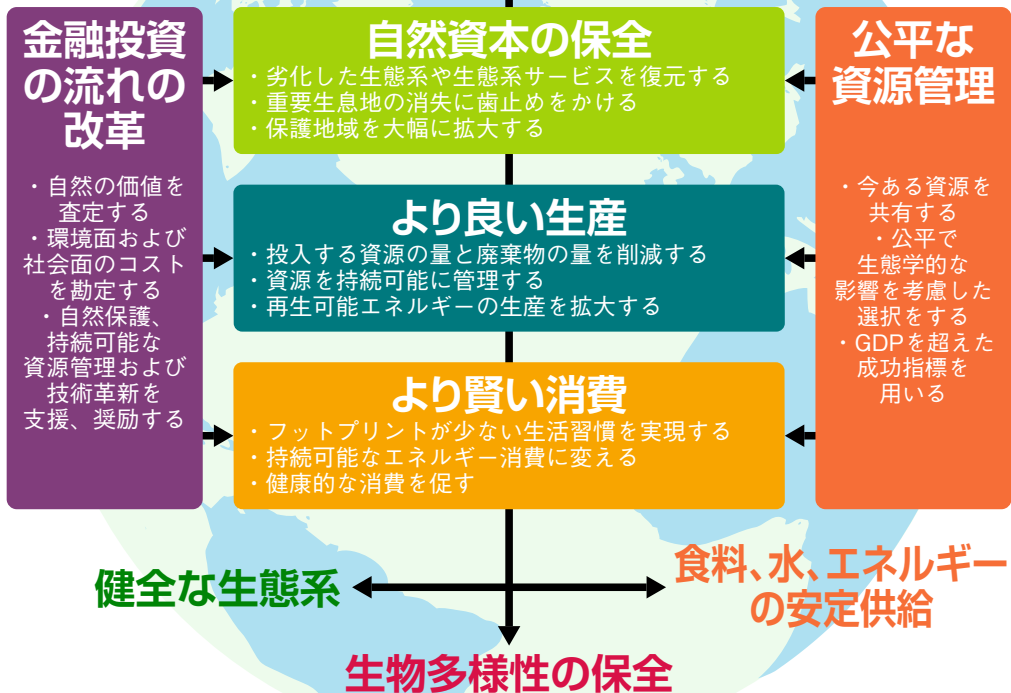 金融投資
の流れの
改革
・自然の価値を
査定する
・環境面および
社会面のコスト
を勘定する
・自然保護、
持続可能な
資源管理および
技術革新を
支援、奨励する
自然資本の保全
・劣化した生態系や生態系サービスを復元する
・重要生息地の消失に歯止めをかける
・保護地域を大幅に拡大する
より良い生産
・投入する資源の量と廃棄物の量を削減する
・資源を持続可能に管理する
・再生可能エネルギーの生産を拡大する
より賢い消費
・フットプリントが少ない生活習慣を実現する
・持続可能なエネルギー消費に変える
・健康的な消費を促す
公平な
資源管理
・今ある資源を
共有する
・公平で
生態学的な
影響を考慮した
選択をする
・GDPを超えた
成功指標を
用いる
健全な生態系
食料、水、エネルギー
の安定供給
生物多様性の保全